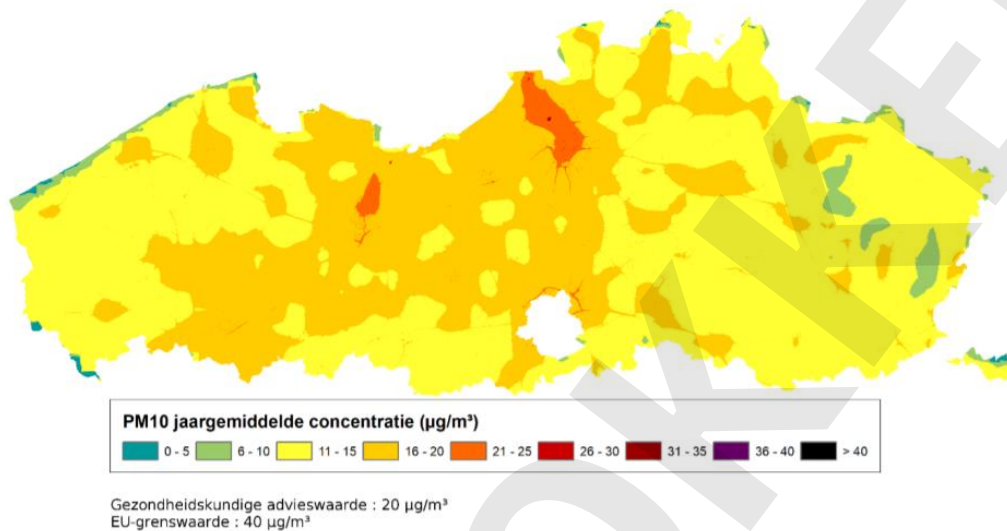 OKKE
PM10 jaargemiddelde concentratie (µg/m³)
0 - 5 6 - 10 11 - 15 16 - 20 21 - 25 26 - 30 31 - 35 36 - 40 > 40
Gezondheidskundige advieswaarde : 20 µg/m³
EU-grenswaarde : 40 µg/m³